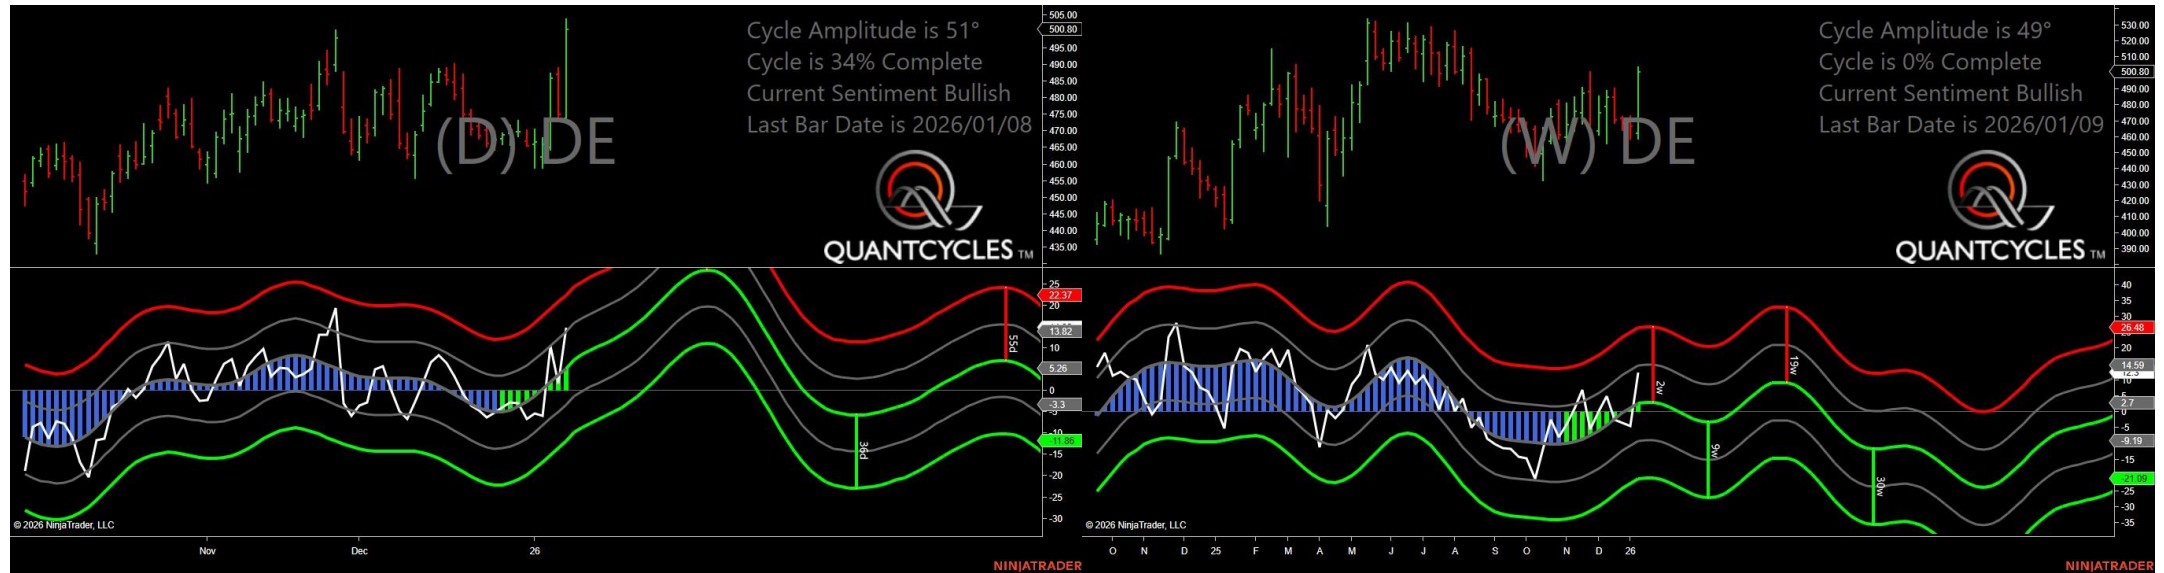 Cycle Amplitude is 51°
Cycle is 34% Complete
Current Sentiment Bullish
Last Bar Date is 2026/01/08
(D) DE
QUANTCYCLES TM
505.00
500.80
495.00
490.00
485.00
480.00
475.00
470.00
465.00
460.00
455.00
450.00
445.00
440.00
435.00
25
22.37
20
13.82
10
5.26
0
-3.3
-5
-10
-11.86
-15
-20
-25
-30
36d
55d
© 2026 NinjaTrader, LLC
Nov
Dec
26
NINJATRADER
Cycle Amplitude is 49°
Cycle is 0% Complete
Current Sentiment Bullish
Last Bar Date is 2026/01/09
(W) DE
QUANTCYCLES TM
530.00
520.00
510.00
500.80
490.00
480.00
470.00
460.00
450.00
440.00
430.00
420.00
410.00
400.00
390.00
40
35
30
26.48
20
14.59
10
5
2.7
0
-5
-9.19
-15
-21.09
-25
-30
-35
2w
9w
19w
30w
© 2026 NinjaTrader, LLC
O N D 25 F M A M J J A S O N D 26
NINJATRADER